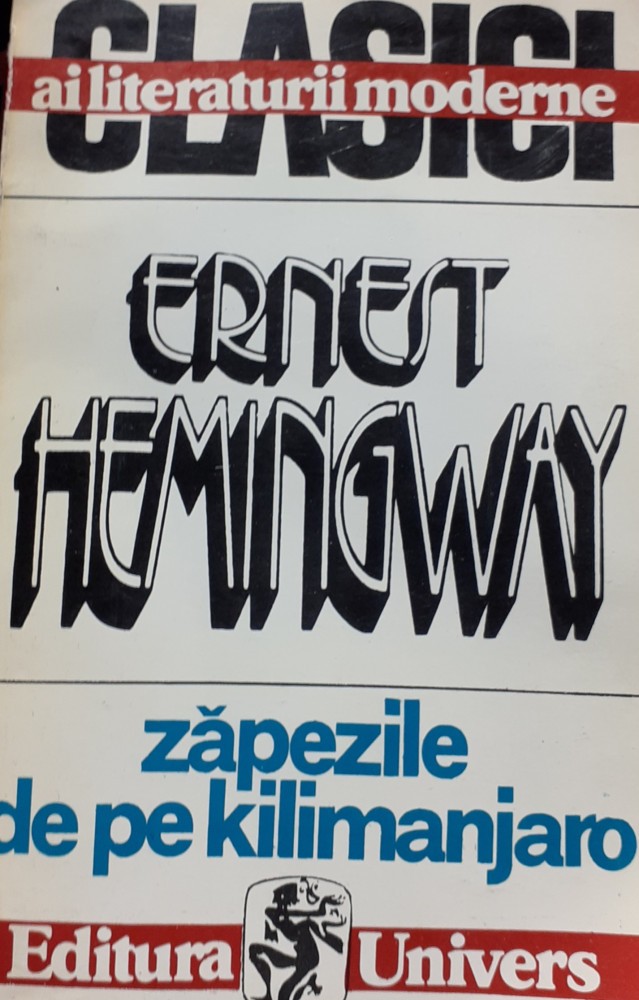 CLASICI
ai literaturii moderne
ERNEST
HEMINGWAY
zăpezile
de pe kilimanjaro
Editura Univers